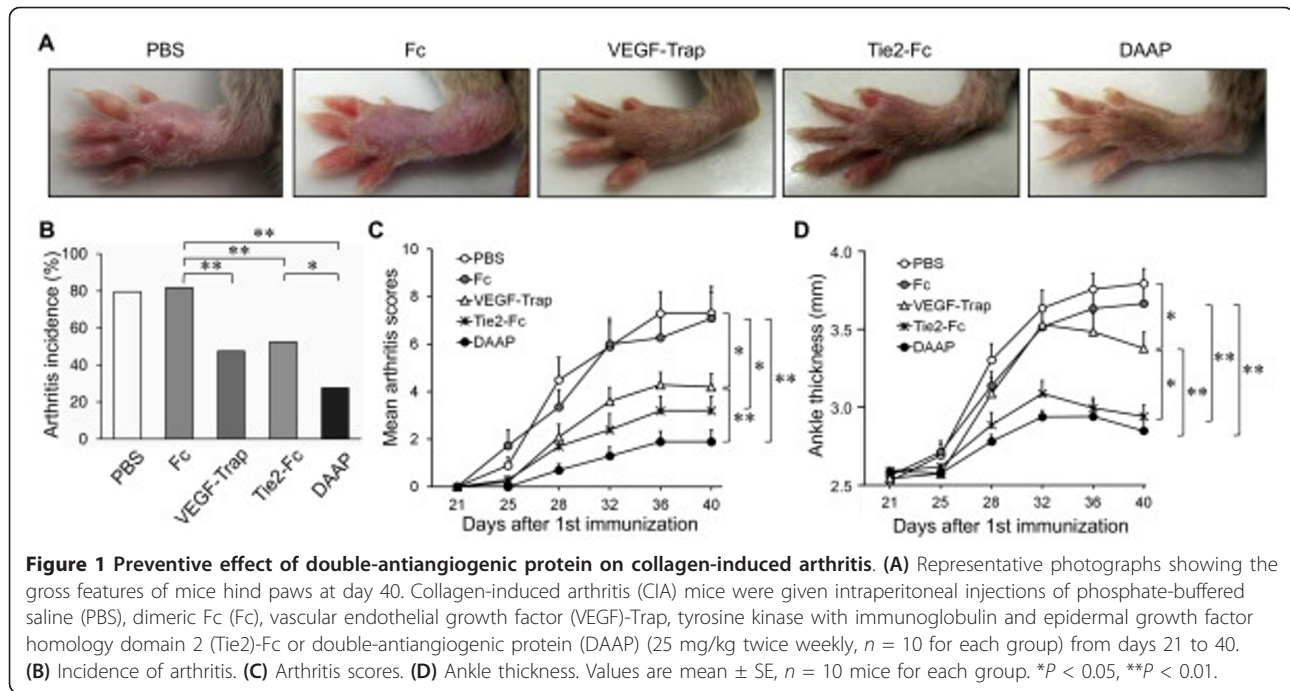 A
PBS Fc VEGF-Trap Tie2-Fc DAAP
B
Arthritis incidence (%)
100
80
60
40
20
0
** ** ** *
PBS Fc VEGF-Trap Tie2-Fc DAAP
C
Mean arthritis scores
10
8
6
4
2
0
PBS
Fc
VEGF-Trap
Tie2-Fc
DAAP
* * ** **
21 25 28 32 36 40
Days after 1st immunization
D
Ankle thickness (mm)
4.0
3.5
3.0
2.5
PBS
Fc
VEGF-Trap
Tie2-Fc
DAAP
* * ** ** **
21 25 28 32 36 40
Days after 1st immunization
Figure 1 Preventive effect of double-antiangiogenic protein on collagen-induced arthritis. (A) Representative photographs showing the
gross features of mice hind paws at day 40. Collagen-induced arthritis (CIA) mice were given intraperitoneal injections of phosphate-buffered
saline (PBS), dimeric Fc (Fc), vascular endothelial growth factor (VEGF)-Trap, tyrosine kinase with immunoglobulin and epidermal growth factor
homology domain 2 (Tie2)-Fc or double-antiangiogenic protein (DAAP) (25 mg/kg twice weekly, n = 10 for each group) from days 21 to 40.
(B) Incidence of arthritis. (C) Arthritis scores. (D) Ankle thickness. Values are mean ± SE, n = 10 mice for each group. *P < 0.05, **P < 0.01.